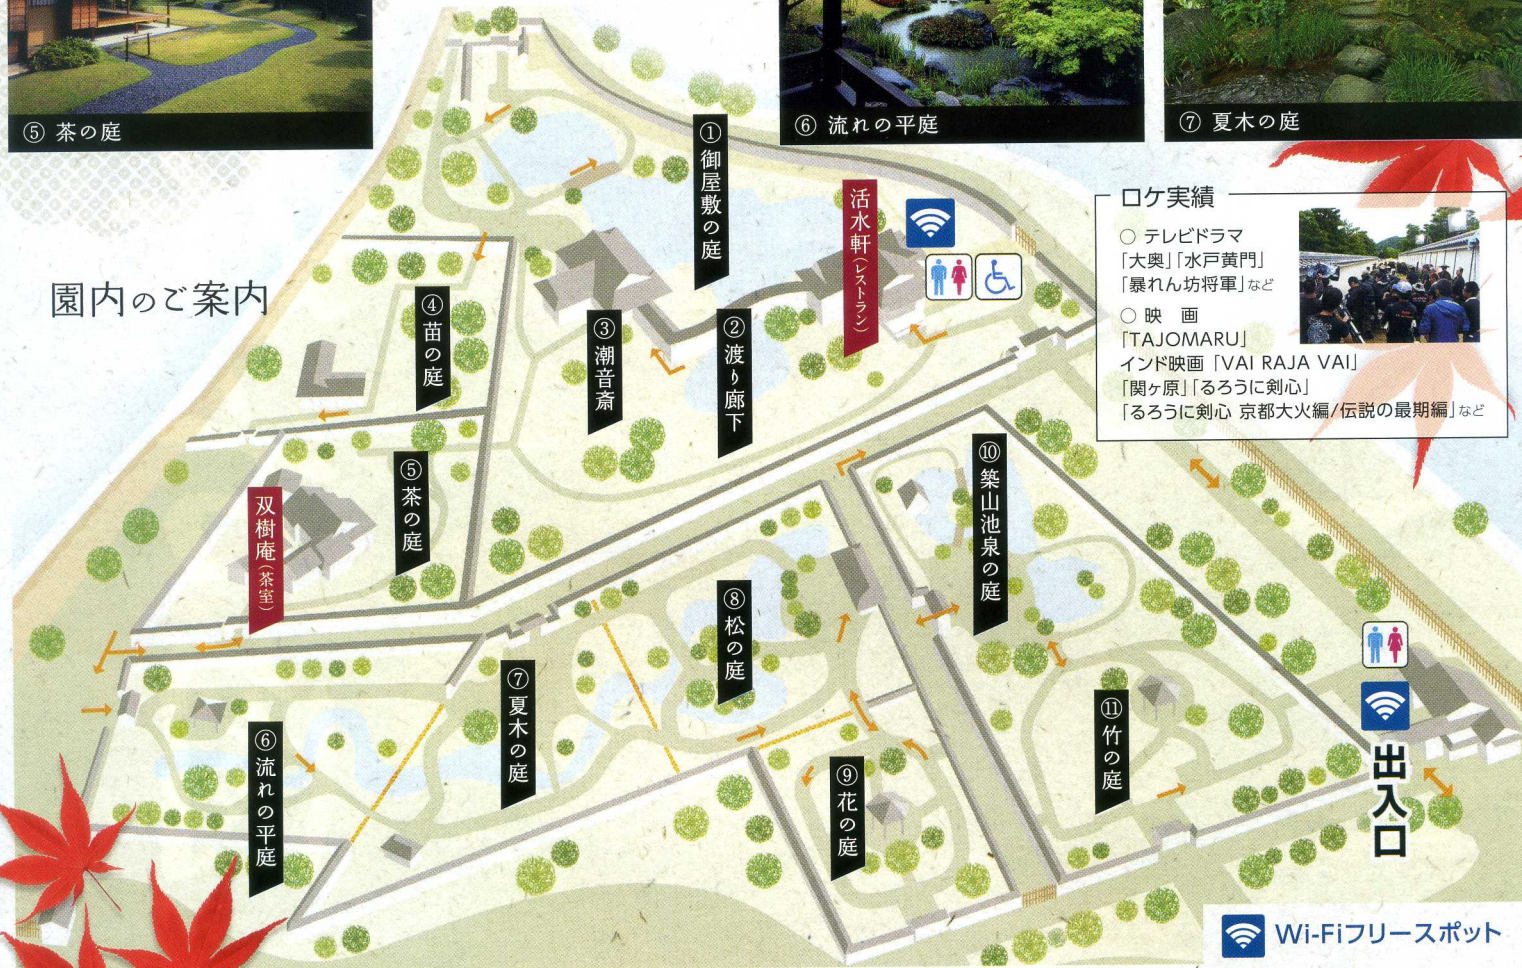 ⑤ 茶の庭
⑥ 流れの平庭
⑦ 夏木の庭
園内のご案内
① 御屋敷の庭
活水軒(レストラン)
② 渡り廊下
③ 潮音斎
④ 苗の庭
⑤ 茶の庭
双樹庵(茶室)
⑥ 流れの平庭
⑦ 夏木の庭
⑧ 松の庭
⑨ 花の庭
⑩ 築山池泉の庭
⑪ 竹の庭
出入口
ロケ実績
○ テレビドラマ
「大奥」「水戸黄門」
「暴れん坊将軍」など
○ 映 画
「TAJOMARU」
インド映画「VAI RAJA VAI」
「関ヶ原」「るろうに剣心」
「るろうに剣心 京都大火編/伝説の最期編」など
Wi-Fiフリースポット